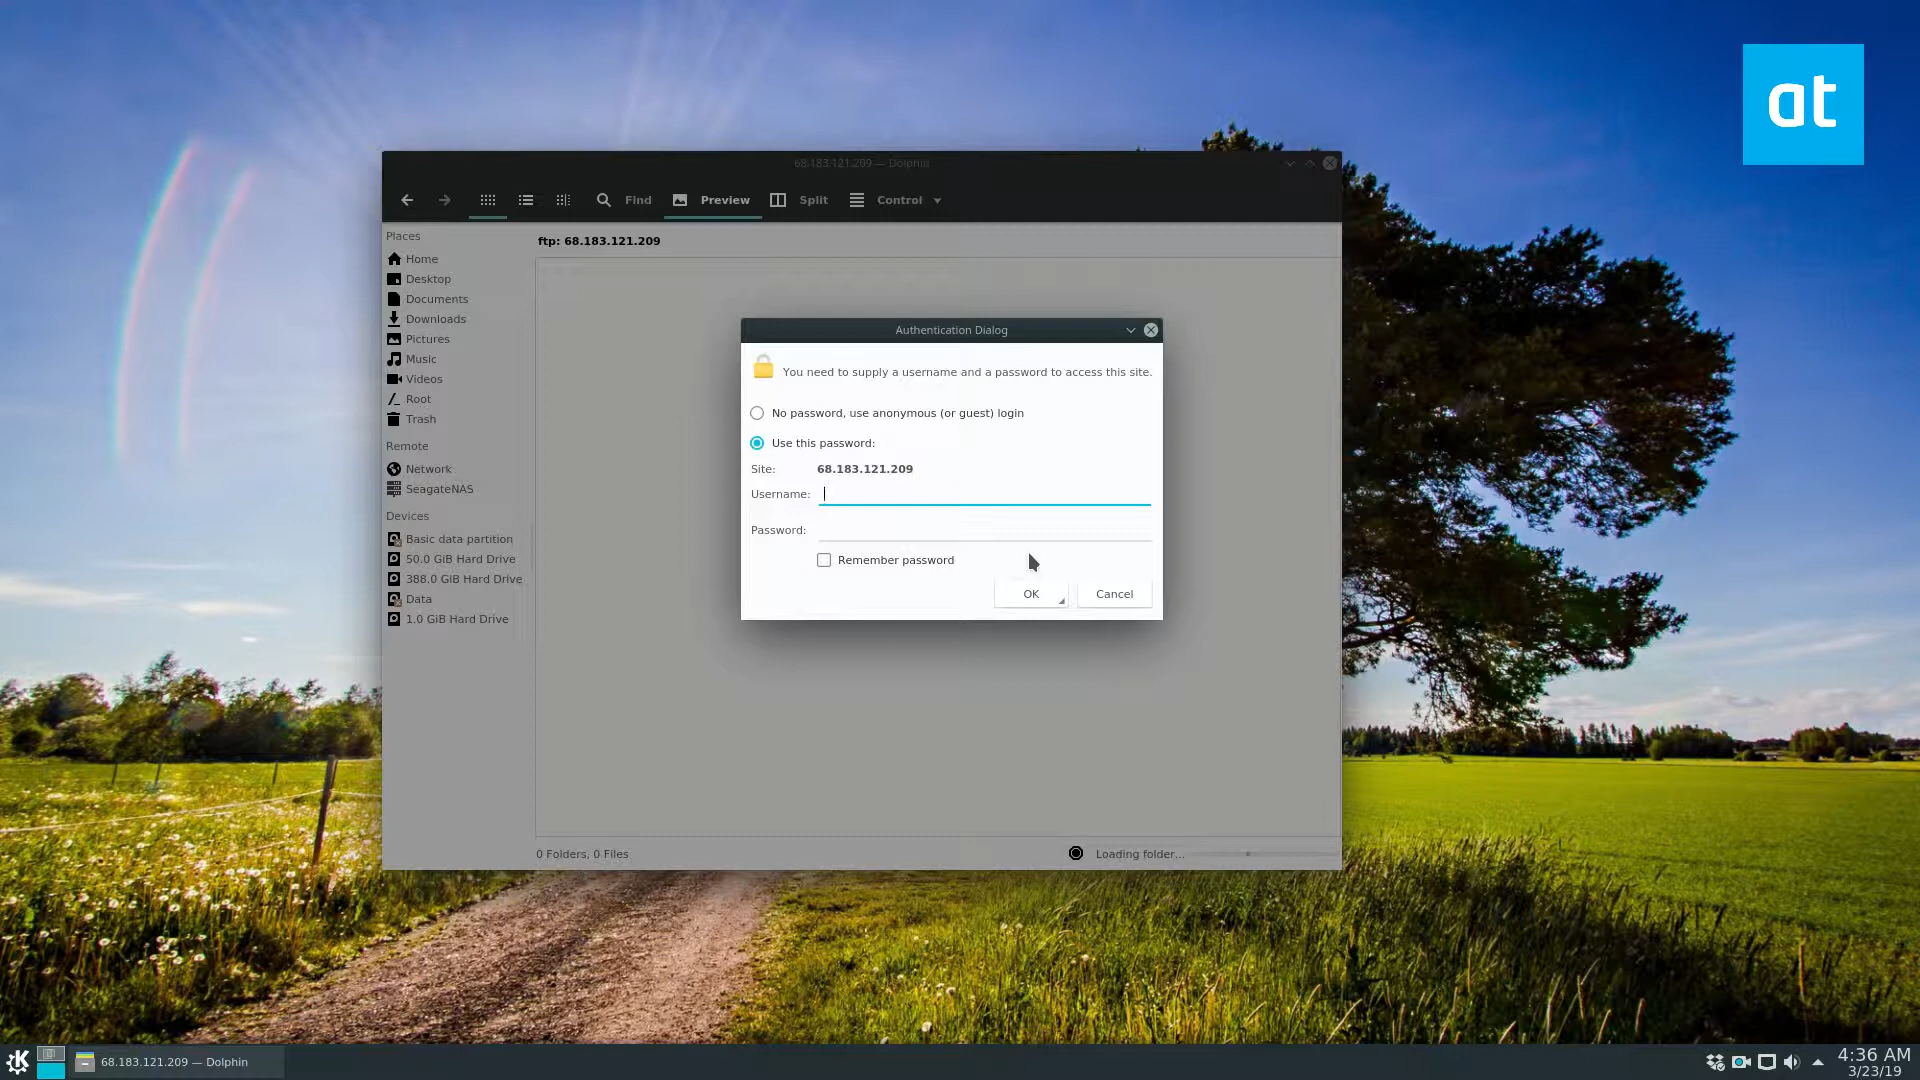 at
68.183.121.209 — Dolphin
Find
Preview
Split
Control
Places
Home
Desktop
Documents
Downloads
Pictures
Music
Videos
Root
Trash
Remote
Network
SeagateNAS
Devices
Basic data partition
50.0 GiB Hard Drive
388.0 GiB Hard Drive
Data
1.0 GiB Hard Drive
ftp: 68.183.121.209
Authentication Dialog
You need to supply a username and a password to access this site.
No password, use anonymous (or guest) login
Use this password:
Site: 68.183.121.209
Username:
Password:
Remember password
OK Cancel
0 Folders, 0 Files
Loading folder...
68.183.121.209 — Dolphin
4:36 AM
3/23/19